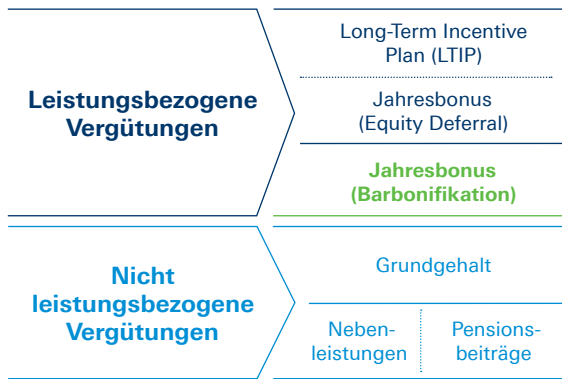 Leistungsbezogene
Vergütungen
Long-Term Incentive
Plan (LTIP)
Jahresbonus
(Equity Deferral)
Jahresbonus
(Barbonifikation)
Nicht
leistungsbezogene
Vergütungen
Grundgehalt
Neben-
leistungen
Pensions-
beiträge